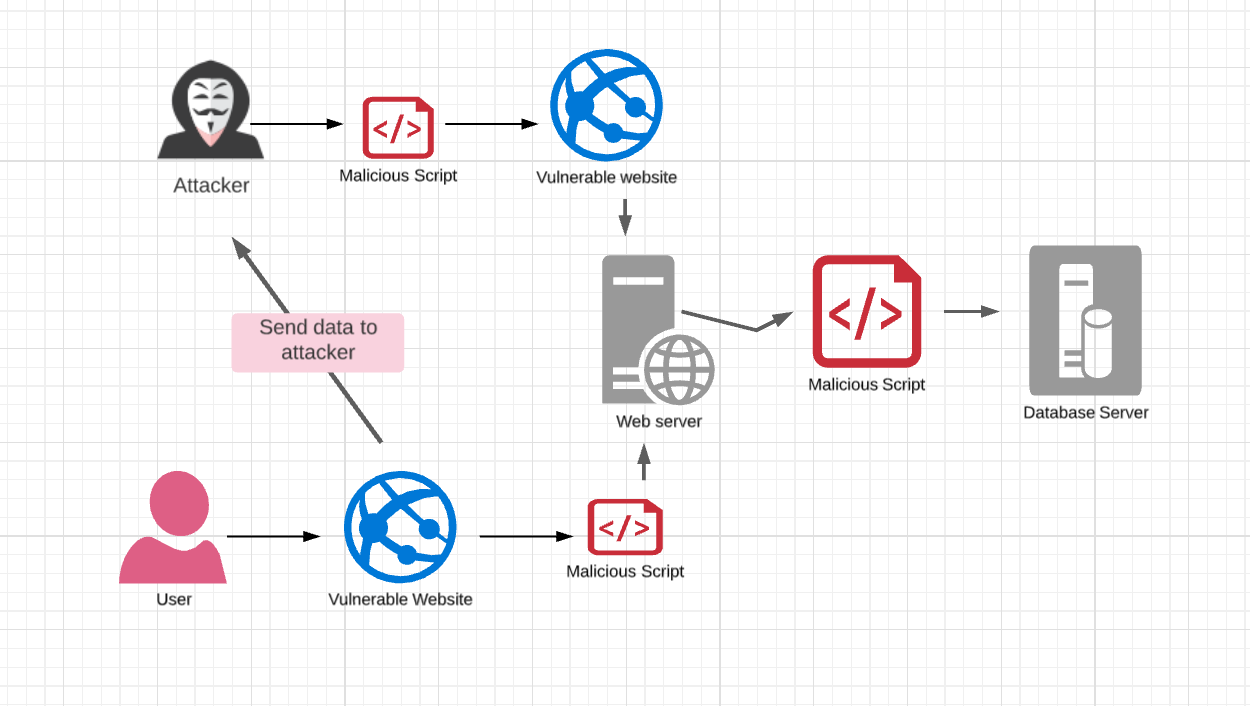 Attacker
Malicious Script
Vulnerable website
</>
Send data to
attacker
Web server
</>
Malicious Script
Database Server
User
Vulnerable Website
</>
Malicious Script